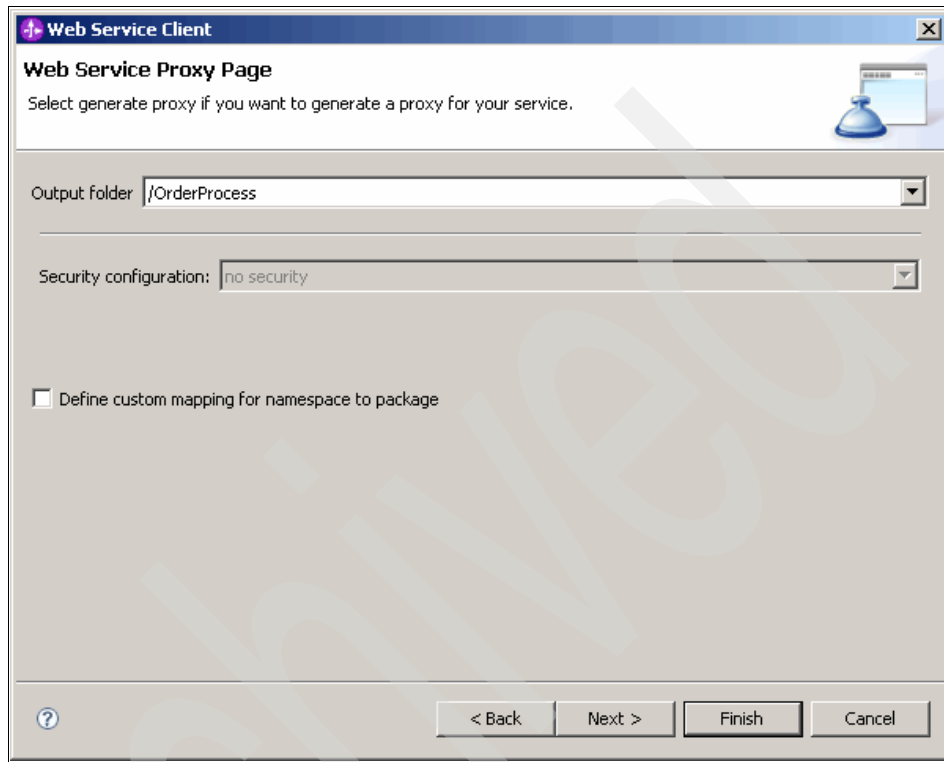 Web Service Client
Web Service Proxy Page
Select generate proxy if you want to generate a proxy for your service.
Output folder /OrderProcess
Security configuration: no security
Define custom mapping for namespace to package
< Back Next > Finish Cancel